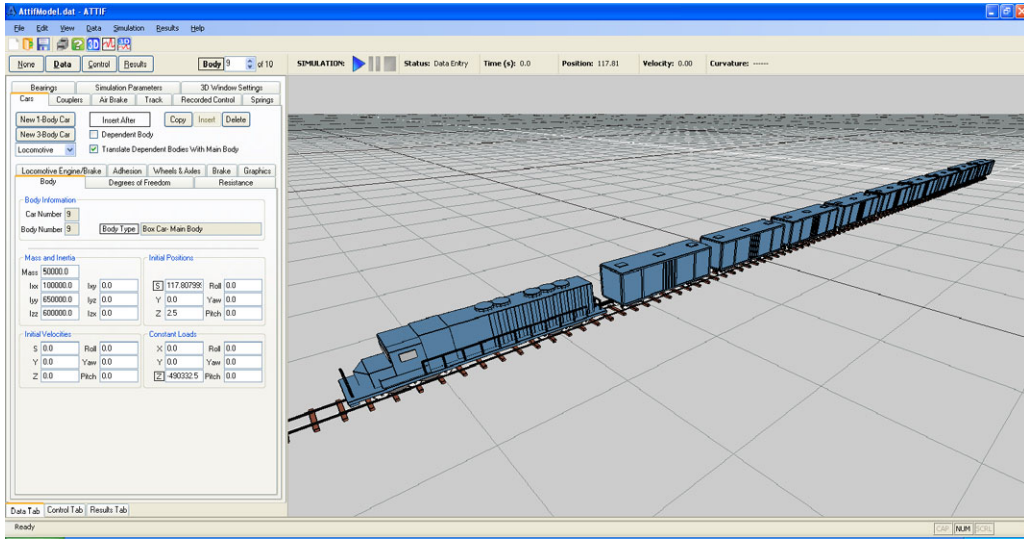 AttifModel.dat - ATTIF
File Edit View Data Simulation Results Help
3D
None Data Control Results Body 9 of 10 SIMULATION: Status: Data Entry Time (s): 0.0 Position: 117.81 Velocity: 0.00 Curvature: ------
Bearings Simulation Parameters 3D Window Settings
Cars Couplers Air Brake Track Recorded Control Springs
New 1-Body Car Insert After Copy Insert Delete
New 3-Body Car Dependent Body
Locomotive Translate Dependent Bodies With Main Body
Locomotive Engine/Brake Adhesion Wheels & Axles Brake Graphics
Body Degrees of Freedom Resistance
Body Information
Car Number 9
Body Number 9 Body Type Box Car- Main Body
Mass and Inertia Initial Positions
Mass 50000.0
Ixx 100000.0 Ixy 0.0 S 117.807995 Roll 0.0
Iyy 650000.0 Iyz 0.0 Y 0.0 Yaw 0.0
Izz 600000.0 Izx 0.0 Z 2.5 Pitch 0.0
Initial Velocities Constant Loads
S 0.0 Roll 0.0 X 0.0 Roll 0.0
Y 0.0 Yaw 0.0 Y 0.0 Yaw 0.0
Z 0.0 Pitch 0.0 Z -490332.5 Pitch 0.0
Data Tab Control Tab Results Tab
Ready CAP NUM SCRL